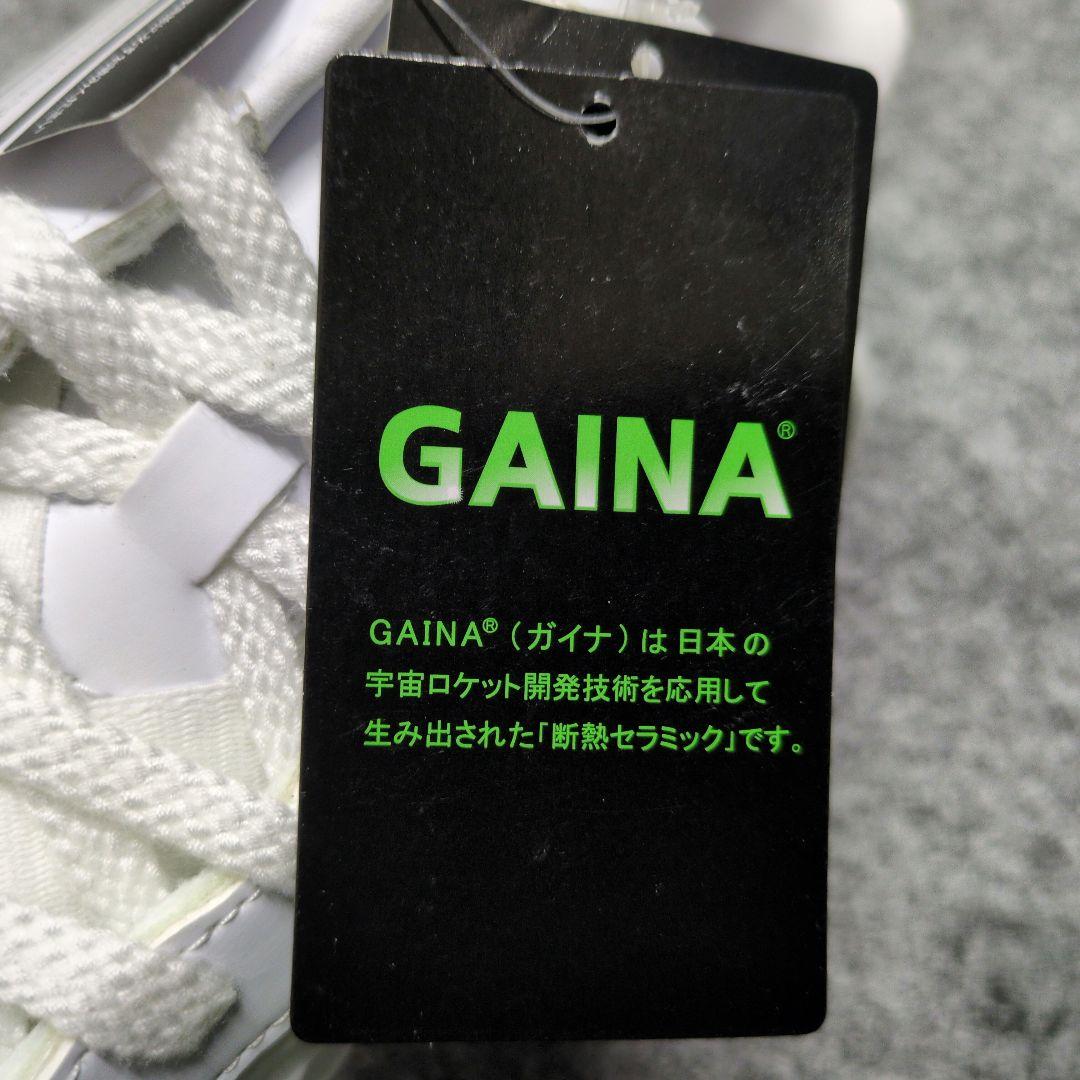 GAINA®
GAINA®(ガイナ)は日本の
宇宙ロケット開発技術を応用して
生み出された「断熱セラミック」です。